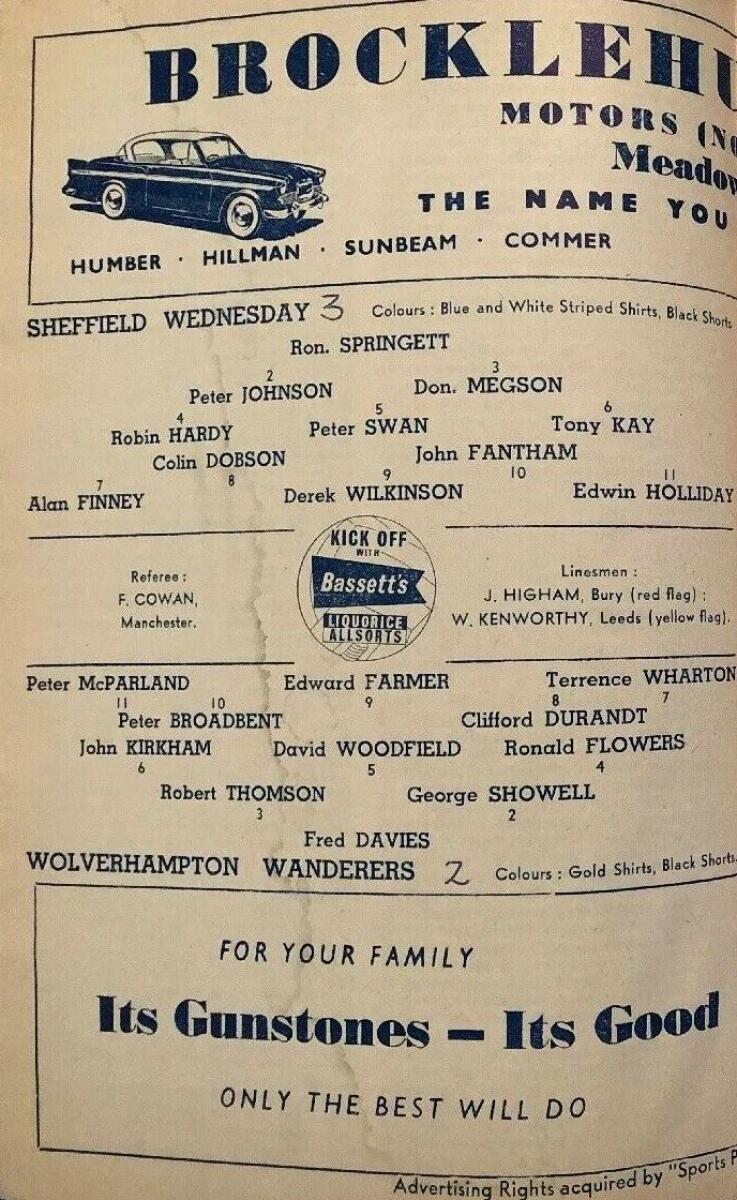 BROCKLEHU
MOTORS (NO
Meadow
THE NAME YOU
HUMBER · HILLMAN · SUNBEAM · COMMER
SHEFFIELD WEDNESDAY 3 Colours : Blue and White Striped Shirts, Black Shorts
Ron. SPRINGETT
2 3
Peter JOHNSON Don. MEGSON
4 5 6
Robin HARDY Peter SWAN Tony KAY
Colin DOBSON John FANTHAM
7 8 9 10 11
Alan FINNEY Derek WILKINSON Edwin HOLLIDAY
KICK OFF
WITH
Bassett's
LIQUORICE
ALLSORTS
Referee :
F. COWAN,
Manchester.
Linesmen :
J. HIGHAM, Bury (red flag) :
W. KENWORTHY, Leeds (yellow flag).
Peter McPARLAND Edward FARMER Terrence WHARTON
11 10 9 8 7
Peter BROADBENT Clifford DURANDT
John KIRKHAM David WOODFIELD Ronald FLOWERS
6 5 4
Robert THOMSON George SHOWELL
3 2
Fred DAVIES
WOLVERHAMPTON WANDERERS 2 Colours : Gold Shirts, Black Shorts.
FOR YOUR FAMILY
Its Gunstones — Its Good
ONLY THE BEST WILL DO
Advertising Rights acquired by "Sports P